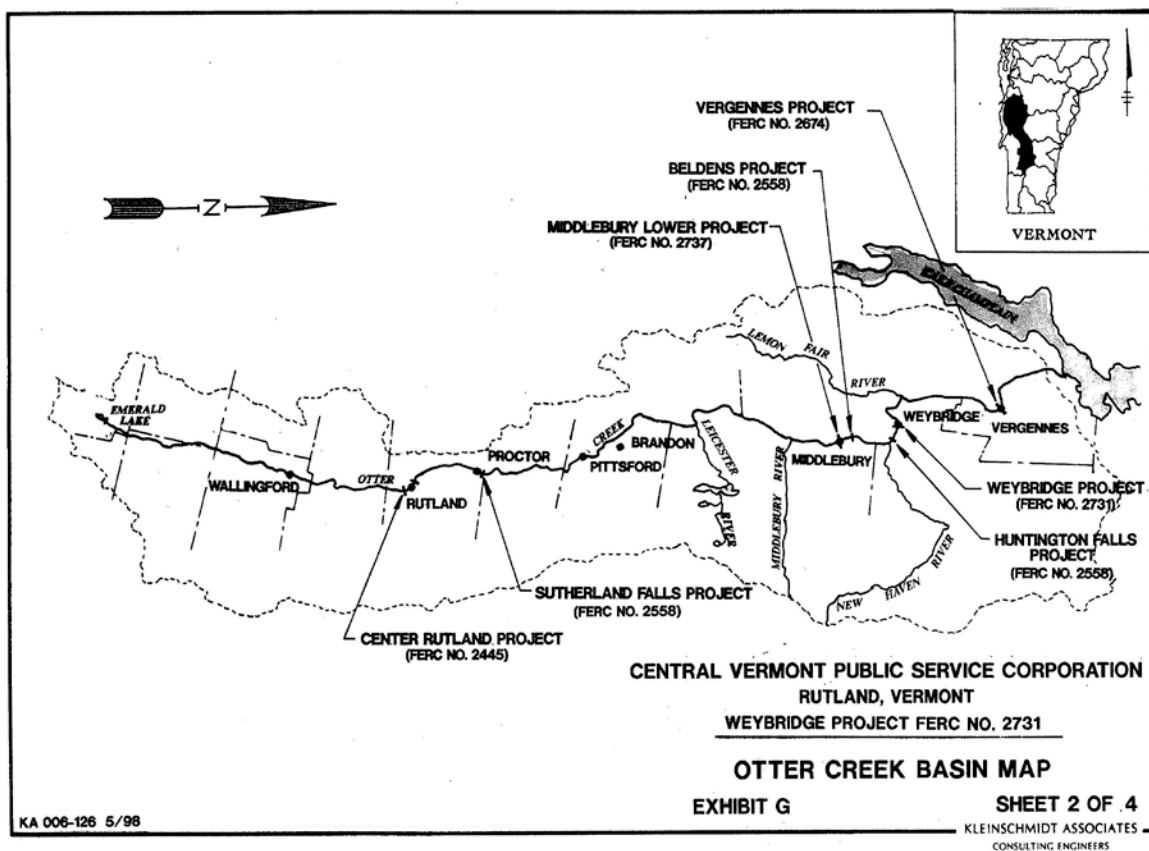 VERGENNES PROJECT
(FERC NO. 2674)
BELDENS PROJECT
(FERC NO. 2558)
MIDDLEBURY LOWER PROJECT
(FERC NO. 2737)
VERMONT
N
LAKE CHAMPLAIN
LEMON FAIR RIVER
EMERALD
LAKE
WALLINGFORD
OTTER CREEK
RUTLAND
PROCTOR
PITTSFORD
BRANDON
LEICESTER RIVER
MIDDLEBURY RIVER
MIDDLEBURY
WEYBRIDGE
VERGENNES
NEW HAVEN RIVER
WEYBRIDGE PROJECT
(FERC NO. 2731)
HUNTINGTON FALLS
PROJECT
(FERC NO. 2558)
SUTHERLAND FALLS PROJECT
(FERC NO. 2558)
CENTER RUTLAND PROJECT
(FERC NO. 2445)
CENTRAL VERMONT PUBLIC SERVICE CORPORATION
RUTLAND, VERMONT
WEYBRIDGE PROJECT FERC NO. 2731
OTTER CREEK BASIN MAP
EXHIBIT G
SHEET 2 OF 4
KA 006-126 5/98
KLEINSCHMIDT ASSOCIATES
CONSULTING ENGINEERS